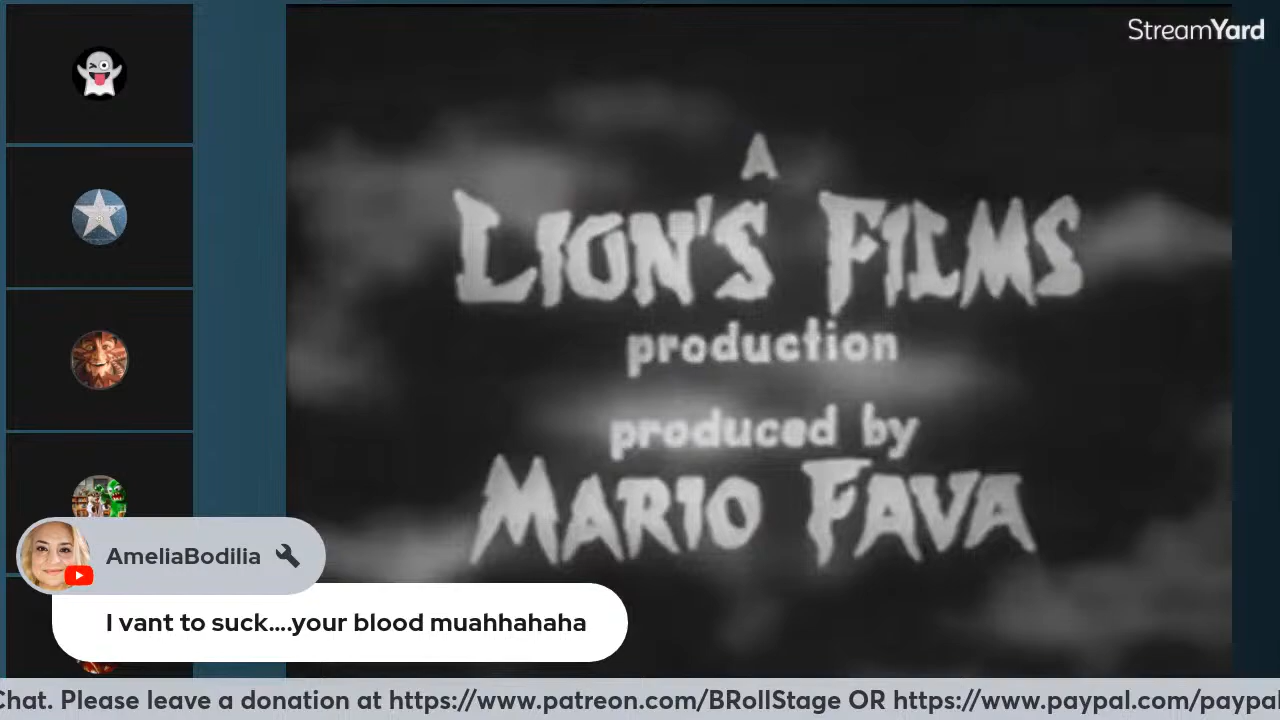 StreamYard
A
LION'S FILMS
production
produced by
MARIO FAVA
AmeliaBodilia
I vant to suck....your blood muahhahaha
Chat. Please leave a donation at https://www.patreon.com/BRollStage OR https://www.paypal.com/paypal